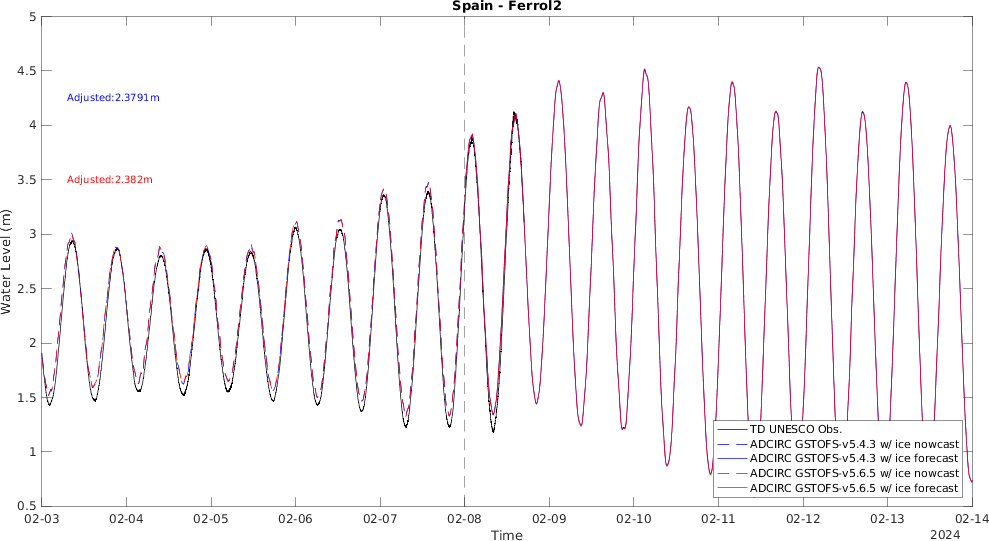 Spain - Ferrol2
5
4.5
4
3.5
3
2.5
2
1.5
1
0.5
Water Level (m)
Adjusted:2.3791m
Adjusted:2.382m
TD UNESCO Obs.
ADCIRC GSTOFS-v5.4.3 w/ ice nowcast
ADCIRC GSTOFS-v5.4.3 w/ ice forecast
ADCIRC GSTOFS-v5.6.5 w/ ice nowcast
ADCIRC GSTOFS-v5.6.5 w/ ice forecast
02-03 02-04 02-05 02-06 02-07 02-08 02-09 02-10 02-11 02-12 02-13 02-14
Time
2024